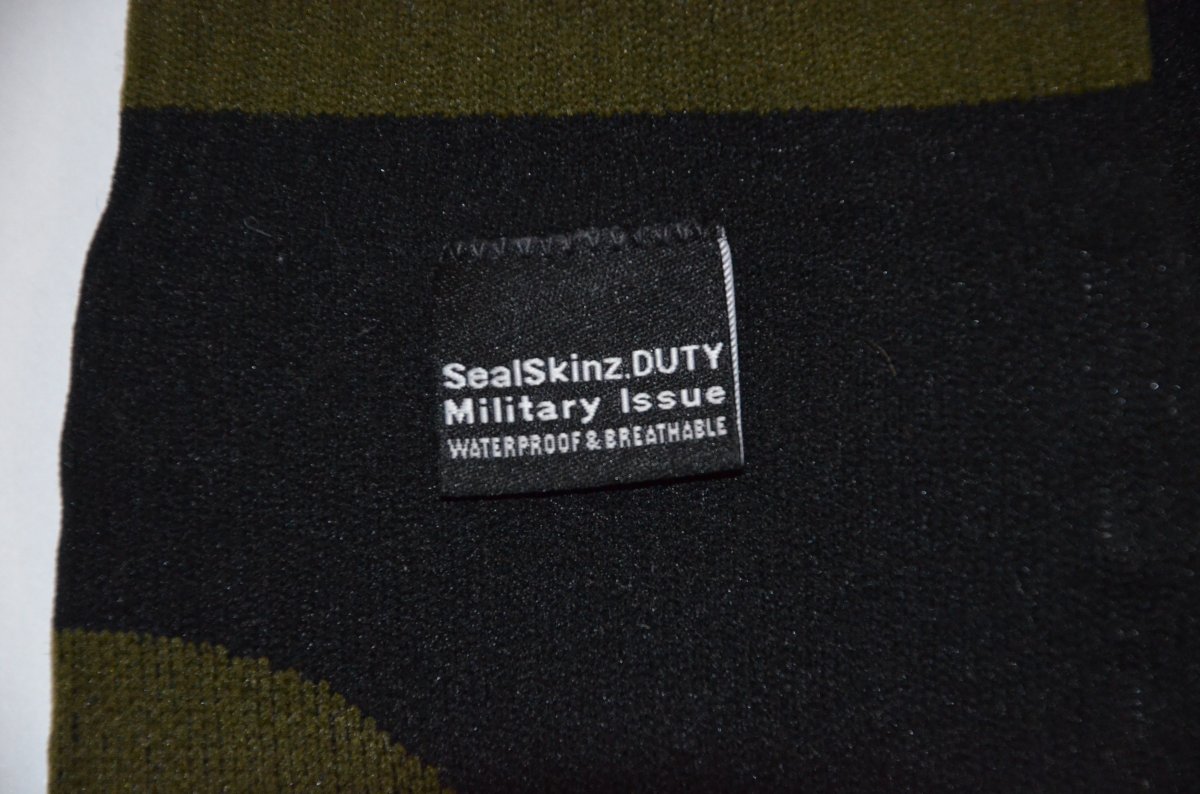 SealSkinz.DUTY
Military Issue
WATERPROOF & BREATHABLE